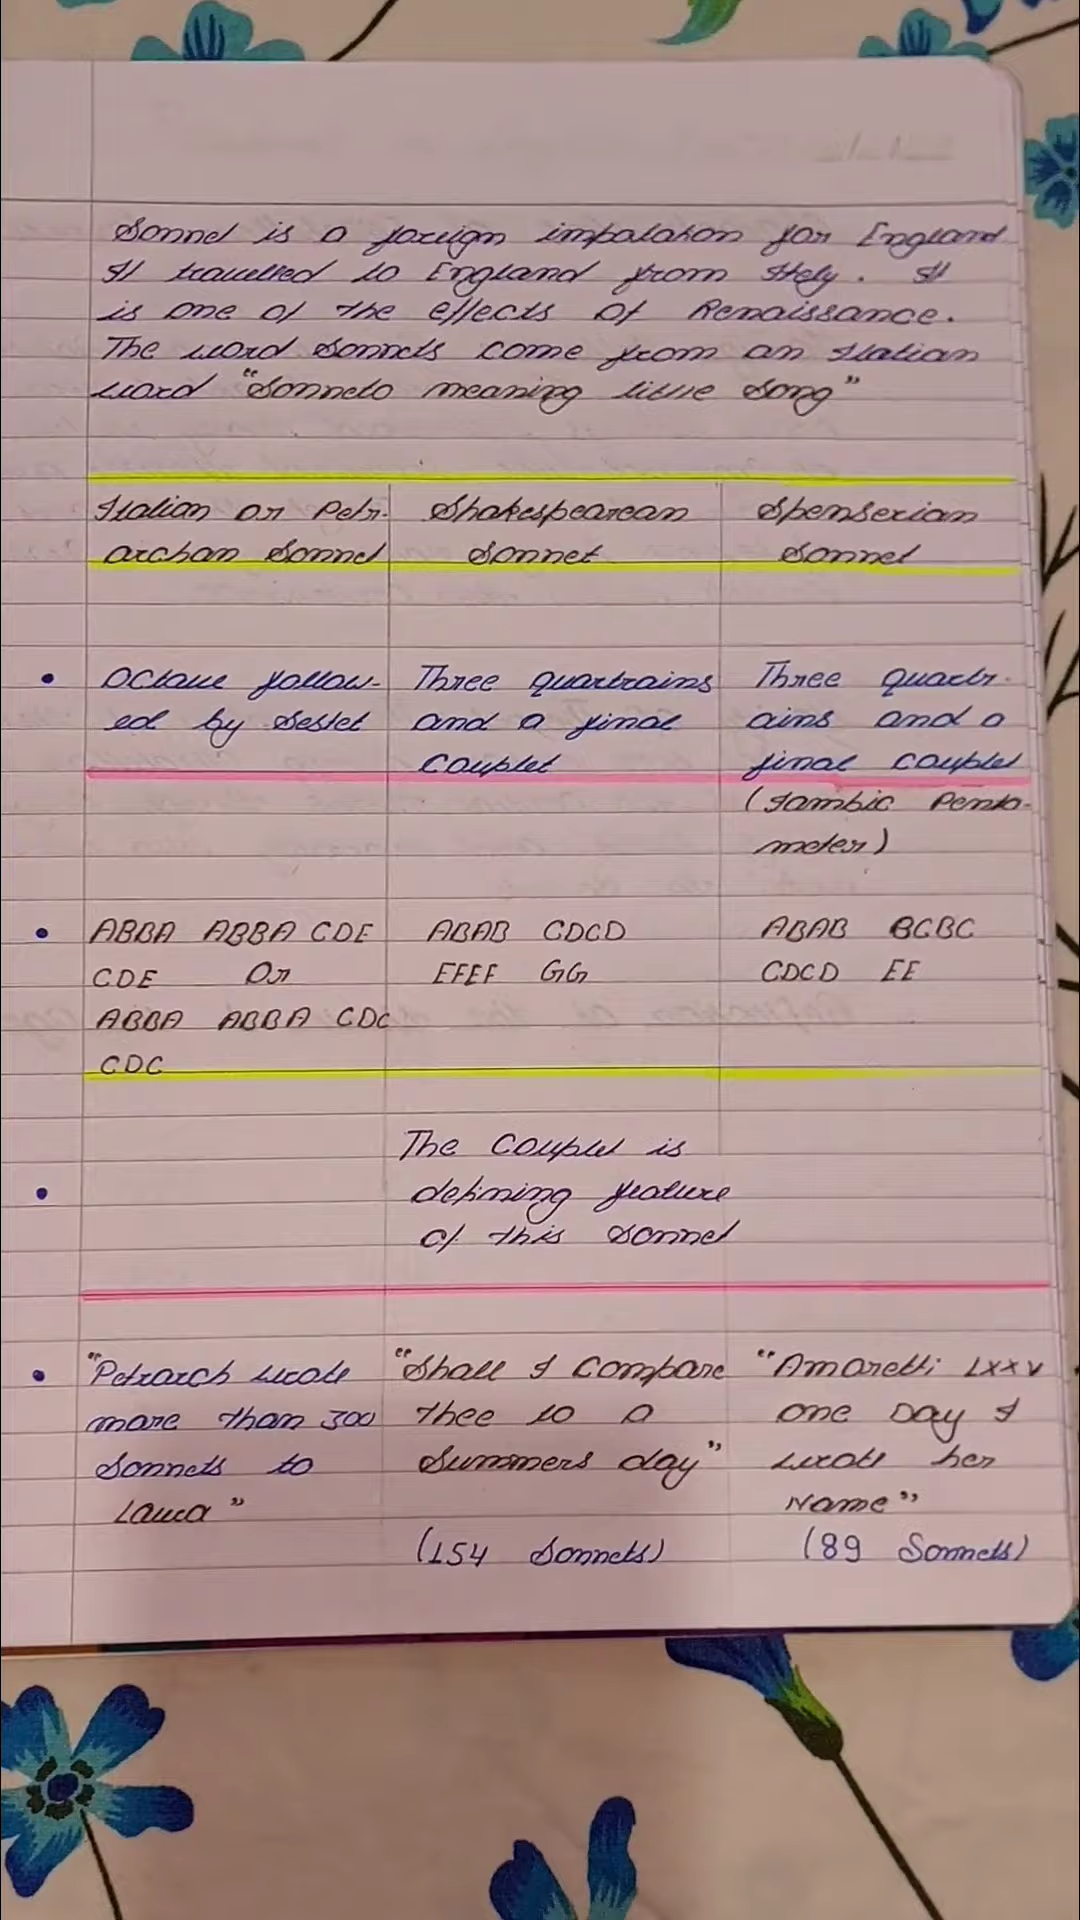 Sonnet is a foreign impotation for England
It travelled to England from Itely. It
is one of the effects of Renaissance.
The word Sonnets come from an Italian
word "Sonneto meaning little Song"
Italian or Petr-
archan Sonnet
Shakespearean
Sonnet
Spenserian
Sonnet
• Octave follow-
ed by Sestet
Three quartrains
and a final
Couplet
Three quartr-
ains and a
final couplet
(Iambic Penta-
meter)
• ABBA ABBA CDE
CDE Or
ABBA ABBA CDC
CDC
ABAB CDCD
EFEF GG
ABAB BCBC
CDCD EE
•
The Couplet is
defining feature
of this sonnet
• "Petrarch wrote
more than 300
Sonnets to
Laura"
"Shall I Compare
thee to a
Summers day"
(154 Sonnets)
"Amoretti LXXV
one Day I
wrote her
Name"
(89 Sonnets)